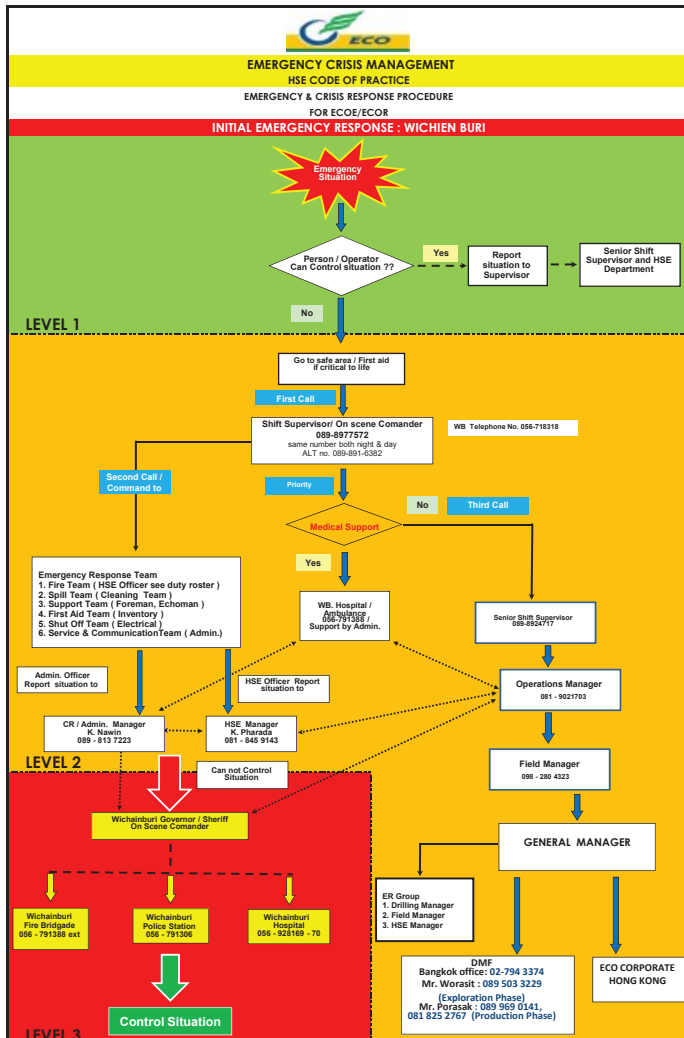 ECO
EMERGENCY CRISIS MANAGEMENT
HSE CODE OF PRACTICE
EMERGENCY & CRISIS RESPONSE PROCEDURE
FOR ECOE/ECOR
INITIAL EMERGENCY RESPONSE : WICHIEN BURI
Emergency
Situation
Person / Operator
Can Control situation ??
Yes
Report
situation to
Supervisor
Senior Shift
Supervisor and HSE
Department
No
LEVEL 1
Go to safe area / First aid
if critical to life
First Call
Shift Supervisor/ On scene Comander
089-8977572
same number both night & day
ALT no. 089-891-6382
WB Telephone No. 056-718318
Second Call /
Command to
Priority
No
Third Call
Medical Support
Yes
Emergency Response Team
1. Fire Team ( HSE Officer see duty roster )
2. Spill Team ( Cleaning Team )
3. Support Team ( Foreman, Echoman )
4. First Aid Team ( Inventory )
5. Shut Off Team ( Electrical )
6. Service & CommunicationTeam ( Admin.)
WB. Hospital /
Ambulance
056-791388 /
Support by Admin.
Senior Shift Supervisor
089-8924717
Admin. Officer
Report situation to
HSE Officer Report
situation to
Operations Manager
081 - 9021703
CR / Admin. Manager
K. Nawin
089 - 813 7223
HSE Manager
K. Pharada
081 - 845 9143
LEVEL 2
Can not Control
Situation
Field Manager
098 - 280 4323
Wichainburi Governor / Sheriff
On Scene Comander
GENERAL MANAGER
ER Group
1. Drilling Manager
2. Field Manager
3. HSE Manager
Wichainburi
Fire Bridgade
056 - 791388 ext
Wichainburi
Police Station
056 - 791306
Wichainburi
Hospital
056 - 928169 - 70
DMF
Bangkok office: 02-794 3374
Mr. Worasit : 089 503 3229
(Exploration Phase)
Mr. Porasak : 089 969 0141,
081 825 2767 (Production Phase)
ECO CORPORATE
HONG KONG
Control Situation
LEVEL 3